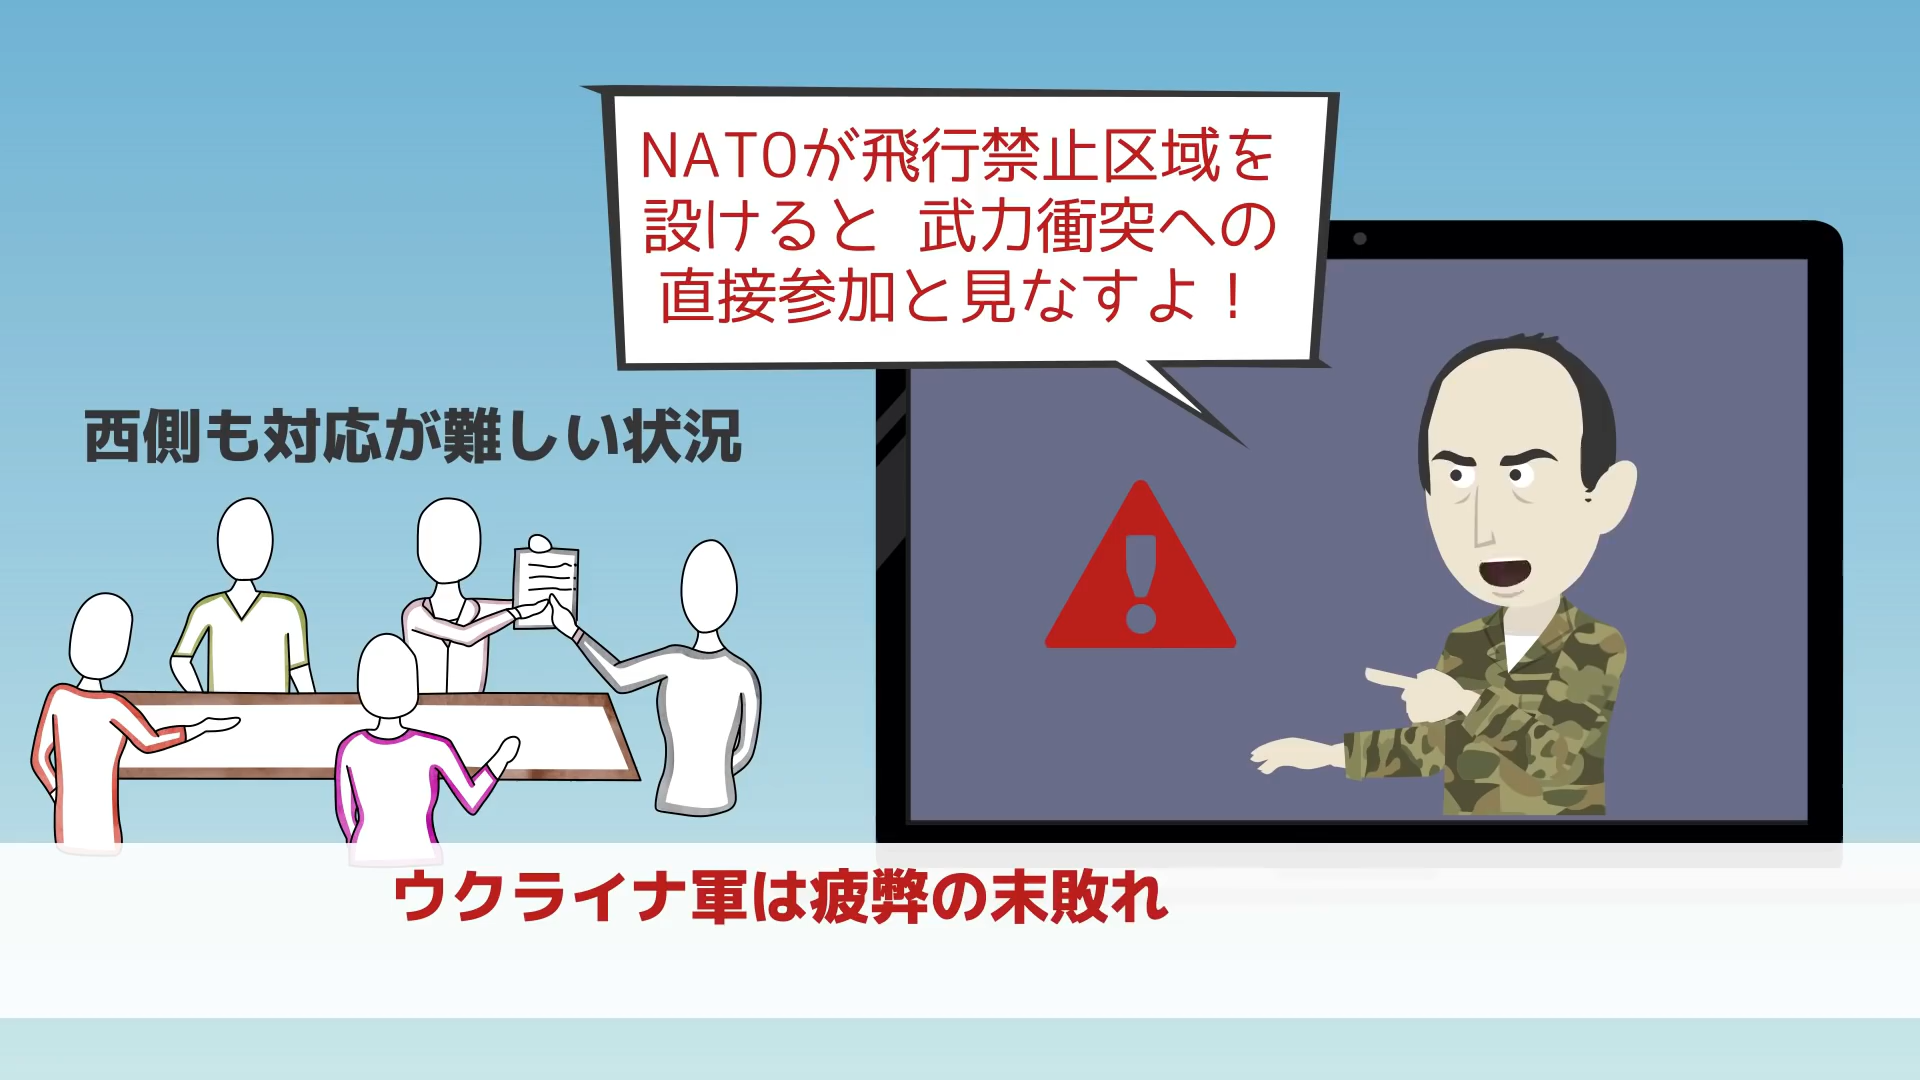 NATOが飛行禁止区域を
設けると 武力衝突への
直接参加と見なすよ！
西側も対応が難しい状況
ウクライナ軍は疲弊の末敗れ